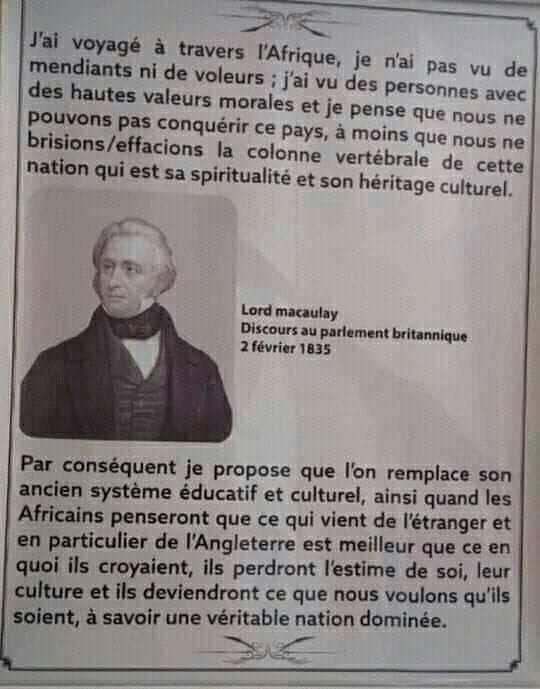 J'ai voyagé à travers l'Afrique, je n'ai pas vu de
mendiants ni de voleurs ; j'ai vu des personnes avec
des hautes valeurs morales et je pense que nous ne
pouvons pas conquérir ce pays, à moins que nous ne
brisions/effacions la colonne vertébrale de cette
nation qui est sa spiritualité et son héritage culturel.
Lord macaulay
Discours au parlement britannique
2 février 1835
Par conséquent je propose que l'on remplace son
ancien système éducatif et culturel, ainsi quand les
Africains penseront que ce qui vient de l'étranger et
en particulier de l'Angleterre est meilleur que ce en
quoi ils croyaient, ils perdront l'estime de soi, leur
culture et ils deviendront ce que nous voulons qu'ils
soient, à savoir une véritable nation dominée.